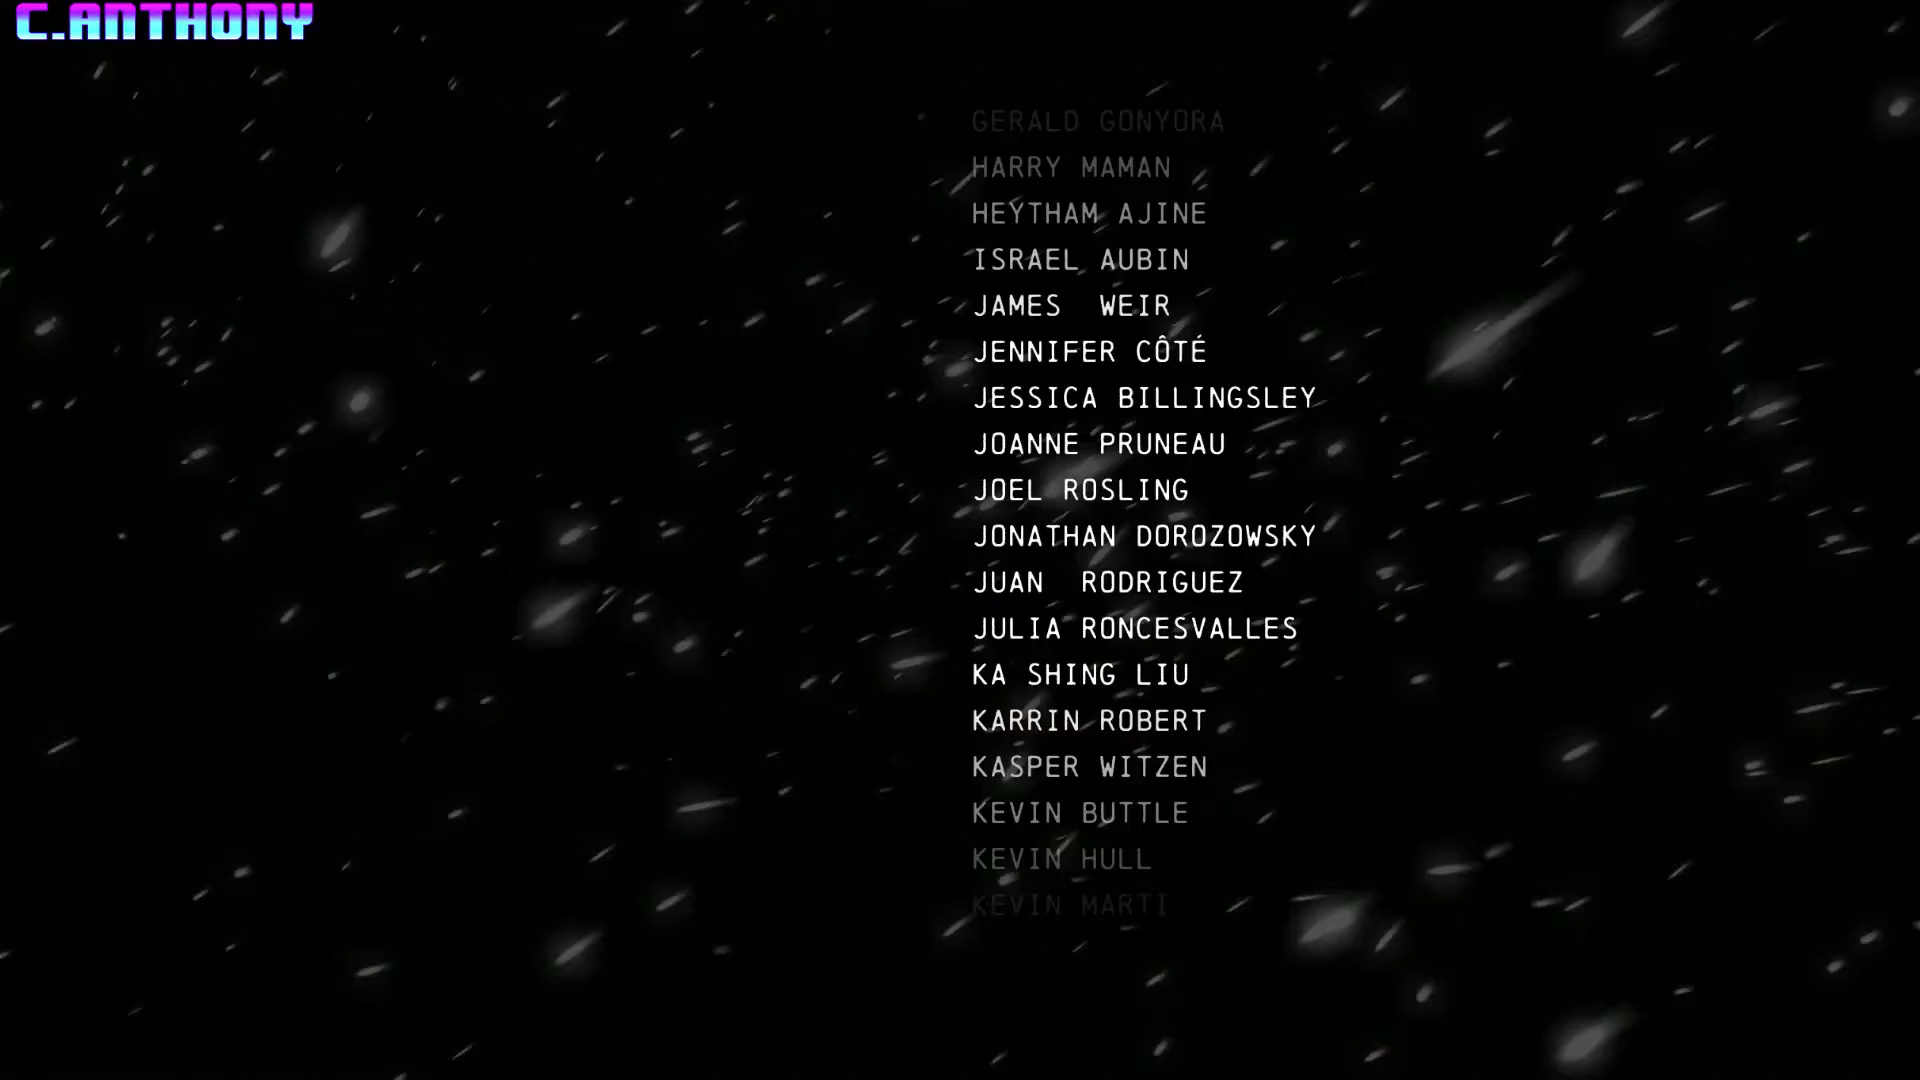 C.ANTHONY
GERALD GONYORA
HARRY MAMAN
HEYTHAM AJINE
ISRAEL AUBIN
JAMES  WEIR
JENNIFER CÔTÉ
JESSICA BILLINGSLEY
JOANNE PRUNEAU
JOEL ROSLING
JONATHAN DOROZOWSKY
JUAN  RODRIGUEZ
JULIA RONCESVALLES
KA SHING LIU
KARRIN ROBERT
KASPER WITZEN
KEVIN BUTTLE
KEVIN HULL
KEVIN MARTI